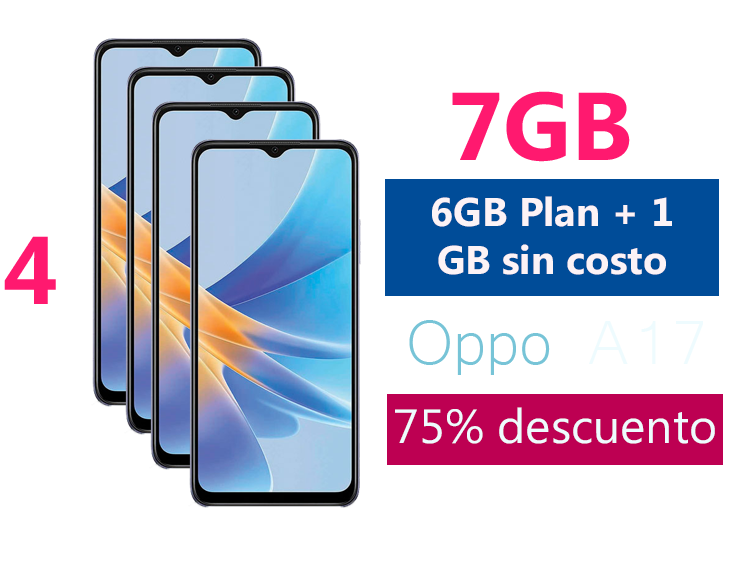 7GB
6GB Plan + 1
GB sin costo
4
Oppo A17
75% descuento